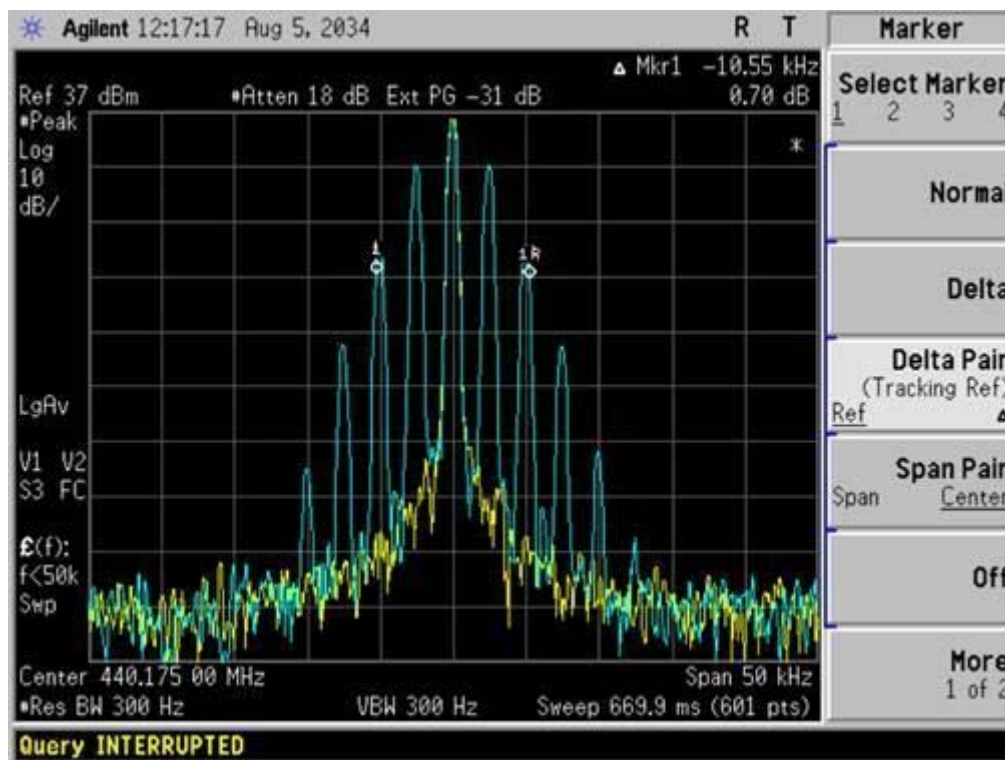 Agilent 12:17:17 Aug 5, 2034 R T
Marker
Δ Mkr1 -10.55 kHz
Ref 37 dBm #Atten 18 dB Ext PG -31 dB 0.70 dB
#Peak
Log
10
dB/
*
1
1R
LgAv
V1 V2
S3 FC
£(f):
f<50k
Swp
Center 440.175 00 MHz Span 50 kHz
#Res BW 300 Hz VBW 300 Hz Sweep 669.9 ms (601 pts)
Query INTERRUPTED
Select Marker
1 2 3 4
Norma
Delta
Delta Pair
(Tracking Ref)
Ref Δ
Span Pair
Span Center
Off
More
1 of 2